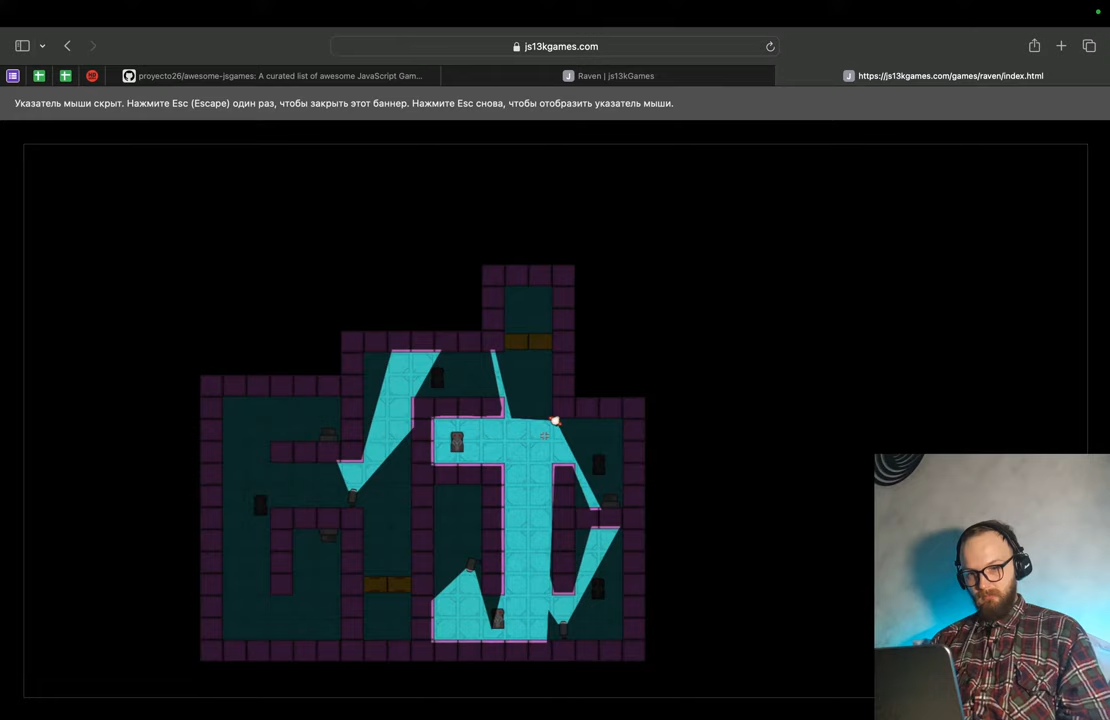 js13kgames.com
proyecto26/awesome-jsgames: A curated list of awesome JavaScript Gam...
J Raven | js13kGames
J https://js13kgames.com/games/raven/index.html
Указатель мыши скрыт. Нажмите Esc (Escape) один раз, чтобы закрыть этот баннер. Нажмите Esc снова, чтобы отобразить указатель мыши.